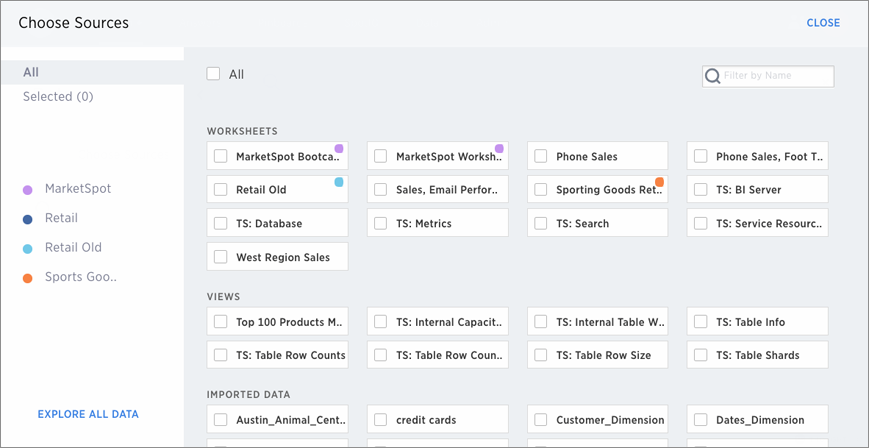 Choose Sources
CLOSE
All
Selected (0)
MarketSpot
Retail
Retail Old
Sports Goo..
EXPLORE ALL DATA
All
Filter by Name
WORKSHEETS
MarketSpot Bootca.. MarketSpot Worksh.. Phone Sales Phone Sales, Foot T..
Retail Old Sales, Email Perfor.. Sporting Goods Ret.. TS: BI Server
TS: Database TS: Metrics TS: Search TS: Service Resourc..
West Region Sales
VIEWS
Top 100 Products M.. TS: Internal Capacit.. TS: Internal Table W.. TS: Table Info
TS: Table Row Counts TS: Table Row Coun.. TS: Table Row Size TS: Table Shards
IMPORTED DATA
Austin_Animal_Cent.. credit cards Customer_Dimension Dates_Dimension